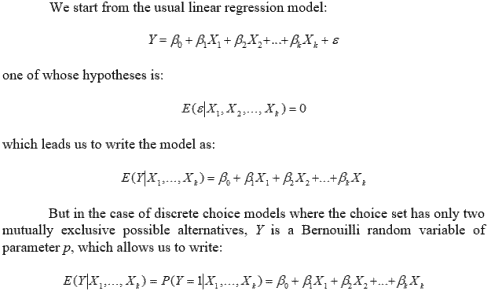 We start from the usual linear regression model:
Y = β₀ + β₁X₁ + β₂X₂ +...+ βₖXₖ + ε
one of whose hypotheses is:
E(ε|X₁, X₂,..., Xₖ) = 0
which leads us to write the model as:
E(Y|X₁,..., Xₖ) = β₀ + β₁X₁ + β₂X₂ +...+ βₖXₖ
But in the case of discrete choice models where the choice set has only two
mutually exclusive possible alternatives, Y is a Bernouilli random variable of
parameter p, which allows us to write:
E(Y|X₁,..., Xₖ) = P(Y = 1|X₁,..., Xₖ) = β₀ + β₁X₁ + β₂X₂ +...+ βₖXₖ